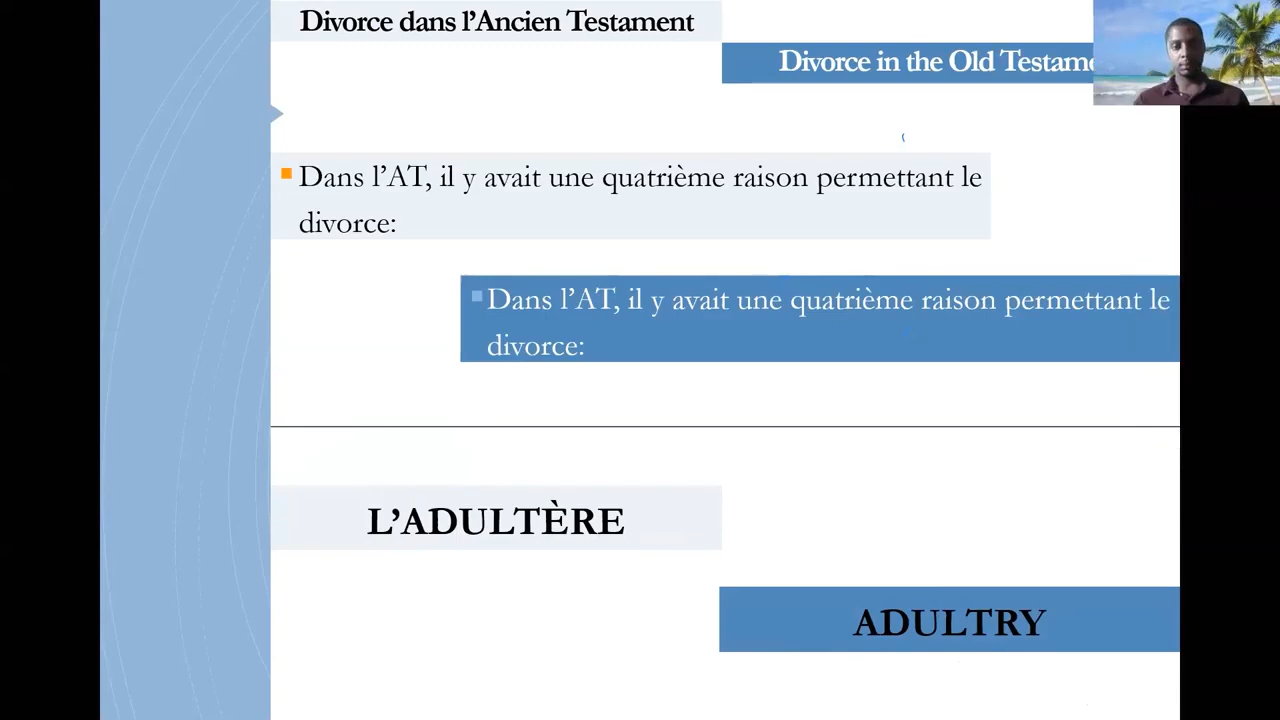 Divorce dans l’Ancien Testament
Divorce in the Old Testame
Dans l’AT, il y avait une quatrième raison permettant le
divorce:
Dans l’AT, il y avait une quatrième raison permettant le
divorce:
L’ADULTÈRE
ADULTRY